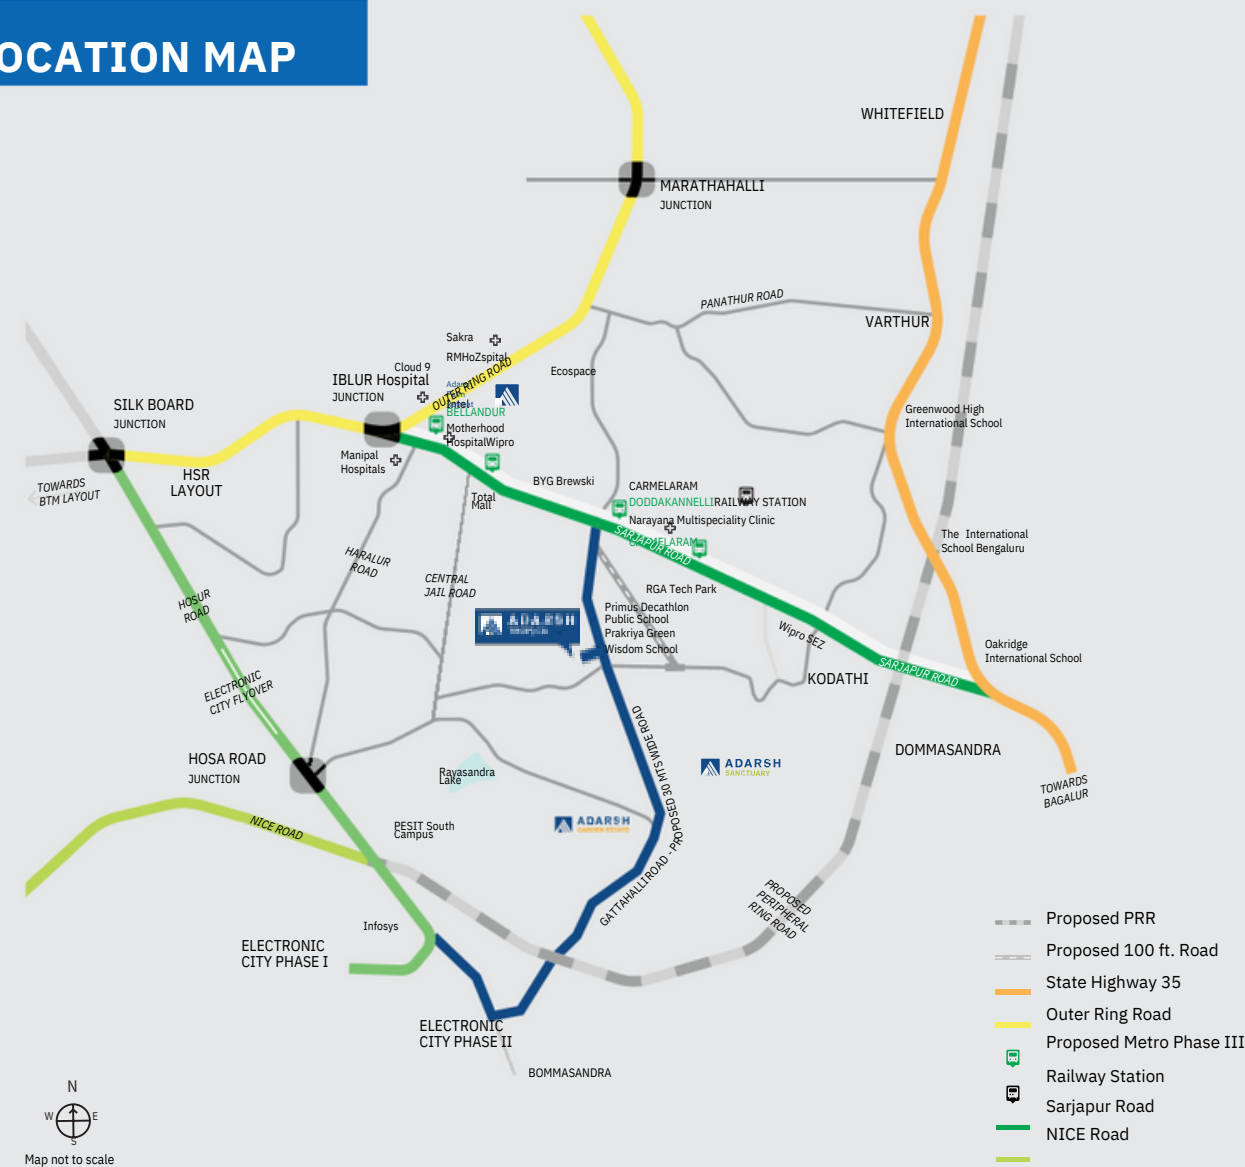 OCATION MAP
WHITEFIELD
MARATHAHALLI
JUNCTION
PANATHUR ROAD
VARTHUR
Sakra
RMHoZspital
OUTER RING ROAD
Cloud 9
IBLUR Hospital
JUNCTION
Ecospace
Intel
BELLANDUR
Motherhood
HospitalWipro
SILK BOARD
JUNCTION
Greenwood High
International School
Manipal
Hospitals
HSR
LAYOUT
TOWARDS
BTM LAYOUT
Total
Mall
BYG Brewski
CARMELARAM
DODDAKANNELLIRAILWAY STATION
Narayana Multispeciality Clinic
CARMELARAM
SARJAPUR ROAD
The International
School Bengaluru
HARALUR
ROAD
CENTRAL
JAIL ROAD
RGA Tech Park
HOSUR
ROAD
ADARSH
Primus Decathlon
Public School
Prakriya Green
Wisdom School
Wipro SEZ
Oakridge
International School
SARJAPUR ROAD
KODATHI
ELECTRONIC
CITY FLYOVER
GATTAHALLI ROAD - PROPOSED 30 MTS WIDE ROAD
HOSA ROAD
JUNCTION
DOMMASANDRA
Rayasandra
Lake
ADARSH
SANCTUARY
TOWARDS
BAGALUR
NICE ROAD
PESIT South
Campus
ADARSH
GARDEN ESTATE
PROPOSED
PERIPHERAL
RING ROAD
Infosys
ELECTRONIC
CITY PHASE I
ELECTRONIC
CITY PHASE II
BOMMASANDRA
Proposed PRR
Proposed 100 ft. Road
State Highway 35
Outer Ring Road
Proposed Metro Phase III
Railway Station
Sarjapur Road
NICE Road
N
W E
S
Map not to scale